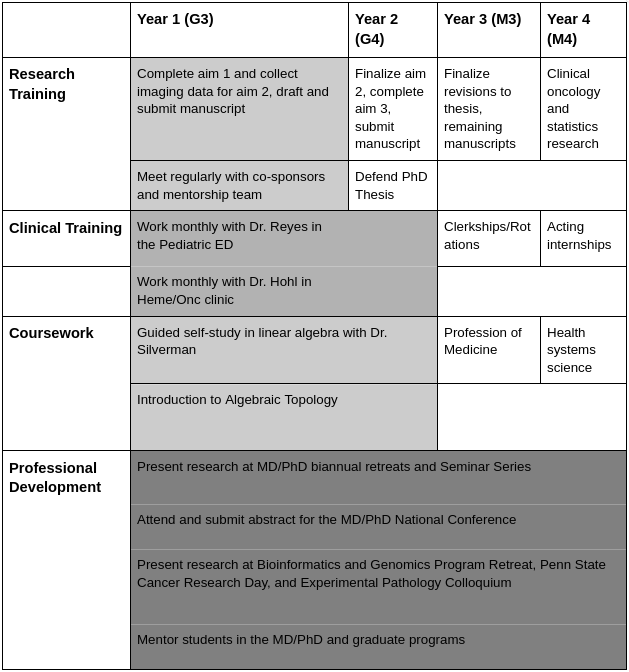 Year 1 (G3)
Year 2
(G4)
Year 3 (M3)
Year 4
(M4)
Research
Training
Complete aim 1 and collect
imaging data for aim 2, draft and
submit manuscript
Finalize aim
2, complete
aim 3,
submit
manuscript
Finalize
revisions to
thesis,
remaining
manuscripts
Clinical
oncology
and
statistics
research
Meet regularly with co-sponsors
and mentorship team
Defend PhD
Thesis
Clinical Training
Work monthly with Dr. Reyes in
the Pediatric ED
Clerkships/Rot
ations
Acting
internships
Work monthly with Dr. Hohl in
Heme/Onc clinic
Coursework
Guided self-study in linear algebra with Dr.
Silverman
Profession of
Medicine
Health
systems
science
Introduction to Algebraic Topology
Professional
Development
Present research at MD/PhD biannual retreats and Seminar Series
Attend and submit abstract for the MD/PhD National Conference
Present research at Bioinformatics and Genomics Program Retreat, Penn State
Cancer Research Day, and Experimental Pathology Colloquium
Mentor students in the MD/PhD and graduate programs